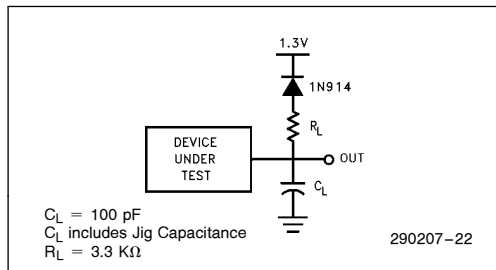 1.3V
1N914
R_L
DEVICE
UNDER
TEST
OUT
C_L
C_L = 100 pF
C_L includes Jig Capacitance
R_L = 3.3 KΩ
290207–22